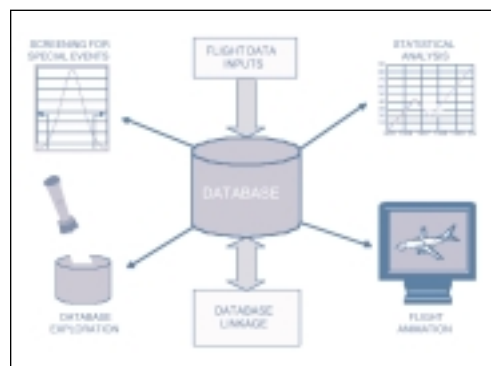 SCREENING FOR
SPECIAL EVENTS
FLIGHT DATA
INPUTS
STATISTICAL
ANALYSIS
DATABASE
DATABASE
EXPLORATION
DATABASE
LINKAGE
FLIGHT
ANIMATION